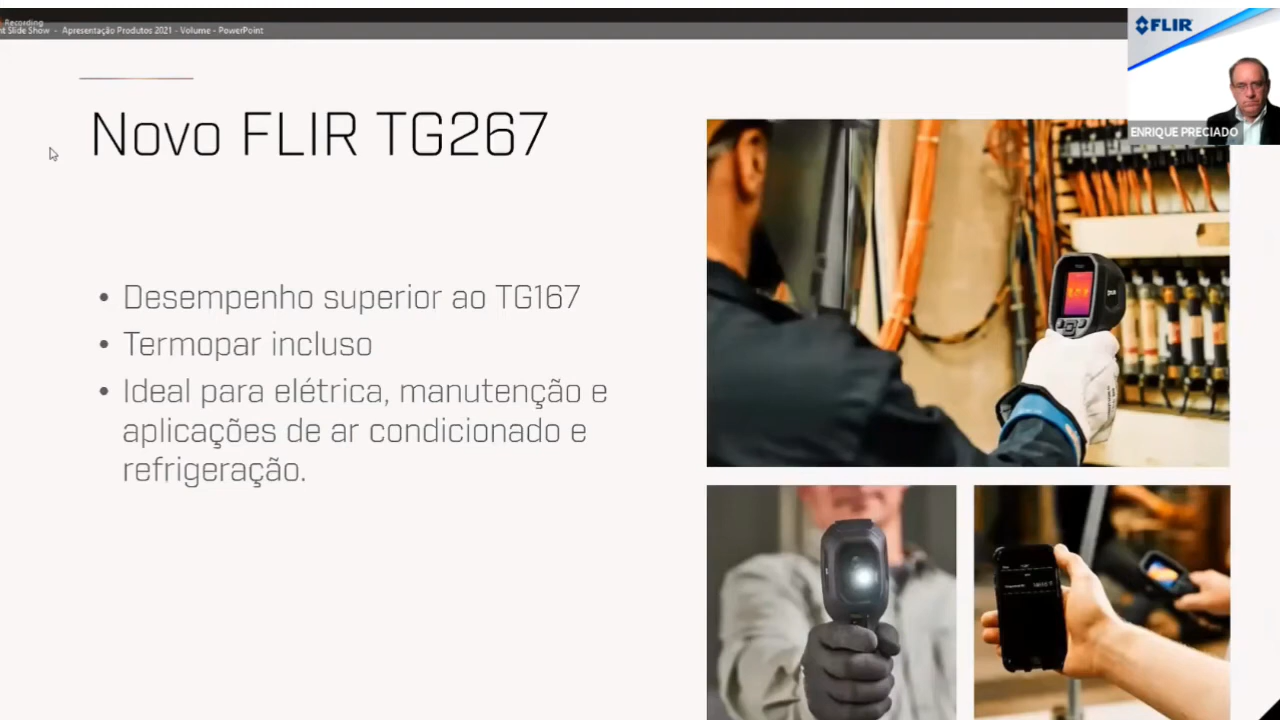 Recording
nt Slide Show - Apresentação Produtos 2021 - Volume - PowerPoint
FLIR
ENRIQUE PRECIADO
Novo FLIR TG267
• Desempenho superior ao TG167
• Termopar incluso
• Ideal para elétrica, manutenção e
aplicações de ar condicionado e
refrigeração.